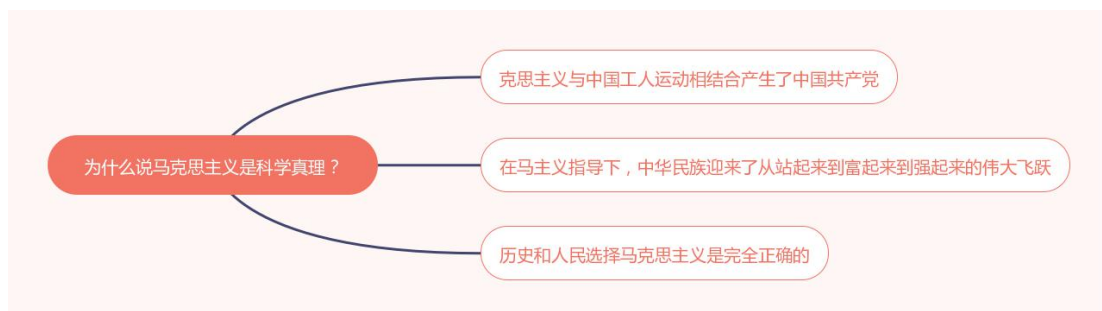 克思主义与中国工人运动相结合产生了中国共产党
为什么说马克思主义是科学真理？
在马主义指导下，中华民族迎来了从站起来到富起来到强起来的伟大飞跃
历史和人民选择马克思主义是完全正确的